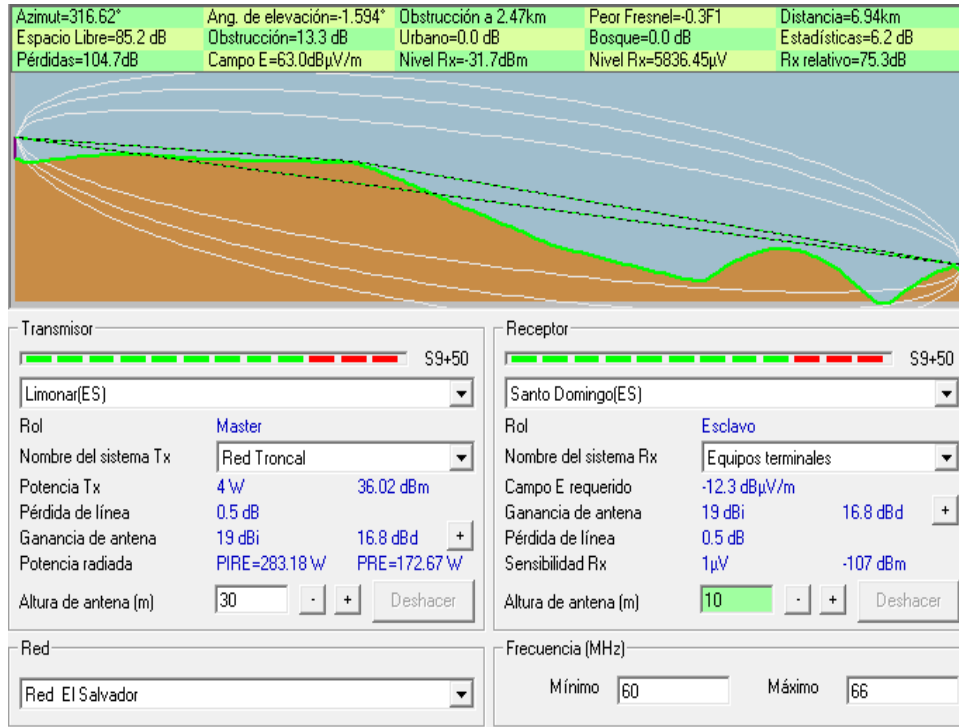 Azimut=316.62° Ang. de elevación=-1.594° Obstrucción a 2.47km Peor Fresnel=-0.3F1 Distancia=6.94km
Espacio Libre=85.2 dB Obstrucción=13.3 dB Urbano=0.0 dB Bosque=0.0 dB Estadísticas=6.2 dB
Pérdidas=104.7dB Campo E=63.0dBµV/m Nivel Rx=-31.7dBm Nivel Rx=5836.45µV Rx relativo=75.3dB
Transmisor
S9+50
Limonar(ES)
Rol Master
Nombre del sistema Tx Red Troncal
Potencia Tx 4 W 36.02 dBm
Pérdida de línea 0.5 dB
Ganancia de antena 19 dBi 16.8 dBd +
Potencia radiada PIRE=283.18 W PRE=172.67 W
Altura de antena (m) 30 - + Deshacer
Receptor
S9+50
Santo Domingo(ES)
Rol Esclavo
Nombre del sistema Rx Equipos terminales
Campo E requerido -12.3 dBµV/m
Ganancia de antena 19 dBi 16.8 dBd +
Pérdida de línea 0.5 dB
Sensibilidad Rx 1µV -107 dBm
Altura de antena (m) 10 - + Deshacer
Red
Red El Salvador
Frecuencia (MHz)
Mínimo 60 Máximo 66